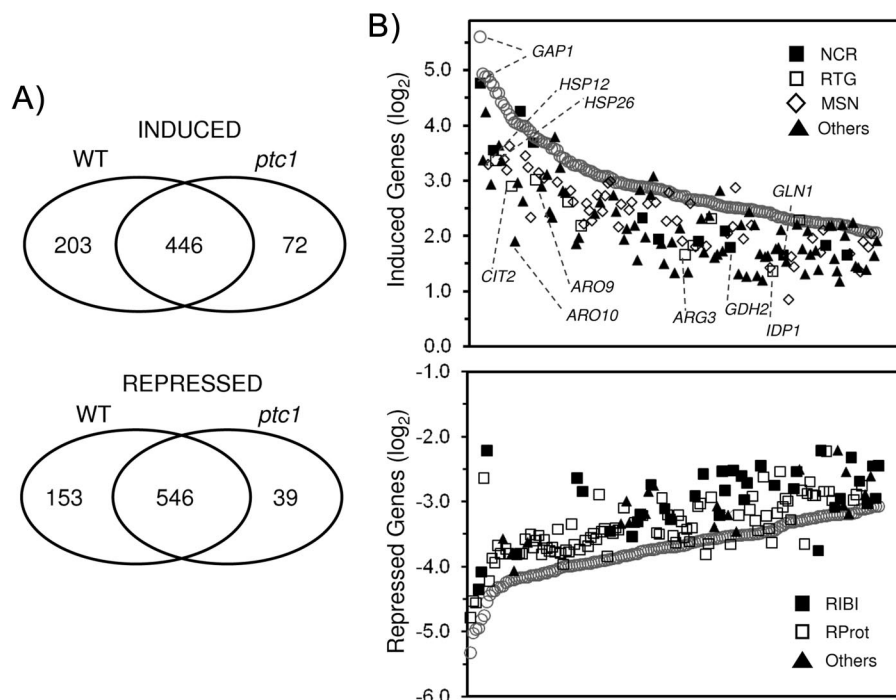 A)
INDUCED
WT
ptc1
203
446
72
REPRESSED
WT
ptc1
153
546
39
B)
Induced Genes (log2)
5.0
4.0
3.0
2.0
1.0
0.0
GAP1
HSP12
HSP26
GLN1
CIT2
ARO9
ARO10
ARG3
GDH2
IDP1
NCR
RTG
MSN
Others
Repressed Genes (log2)
-1.0
-2.0
-3.0
-4.0
-5.0
-6.0
RIBI
RProt
Others